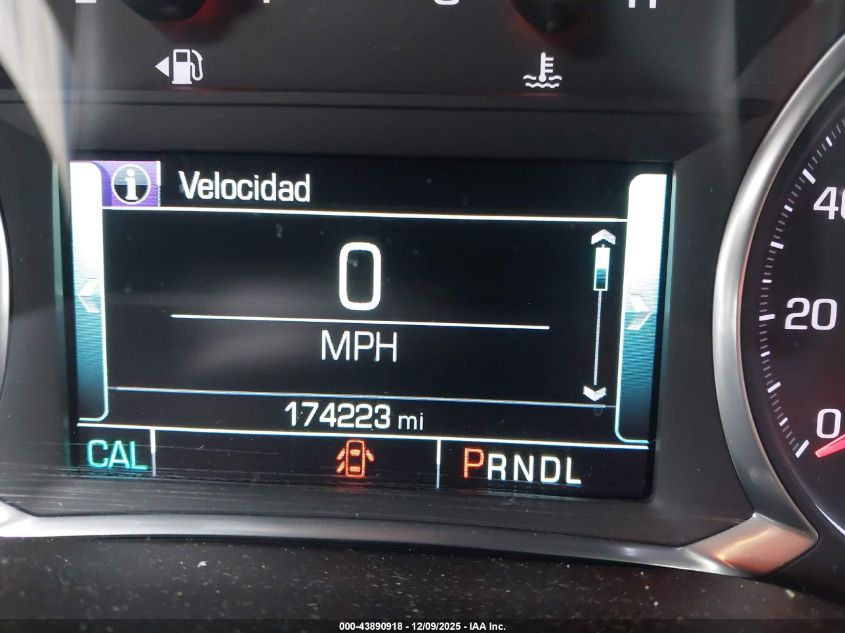 Velocidad
0
MPH
174223 mi
CAL
PRNDL
40
20
0
000-43890918 - 12/09/2025 - IAA Inc.